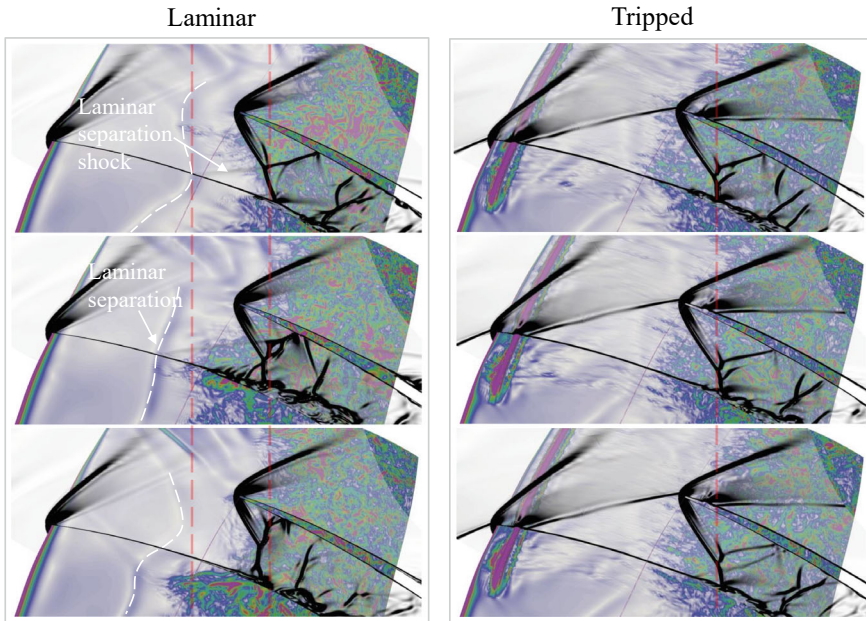 Laminar
Tripped
Laminar
separation
shock
Laminar
separation